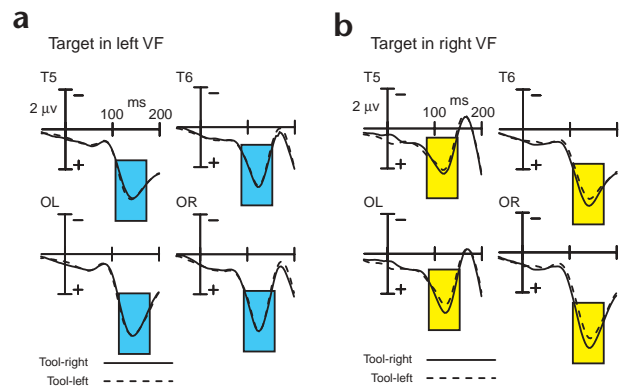 a
Target in left VF
T5
T6
2 μv
−
+
100
ms
200
−
+
OL
OR
−
+
−
+
Tool-right
Tool-left
b
Target in right VF
T5
T6
2 μv
−
+
100
ms
200
−
+
OL
OR
−
+
−
+
Tool-right
Tool-left